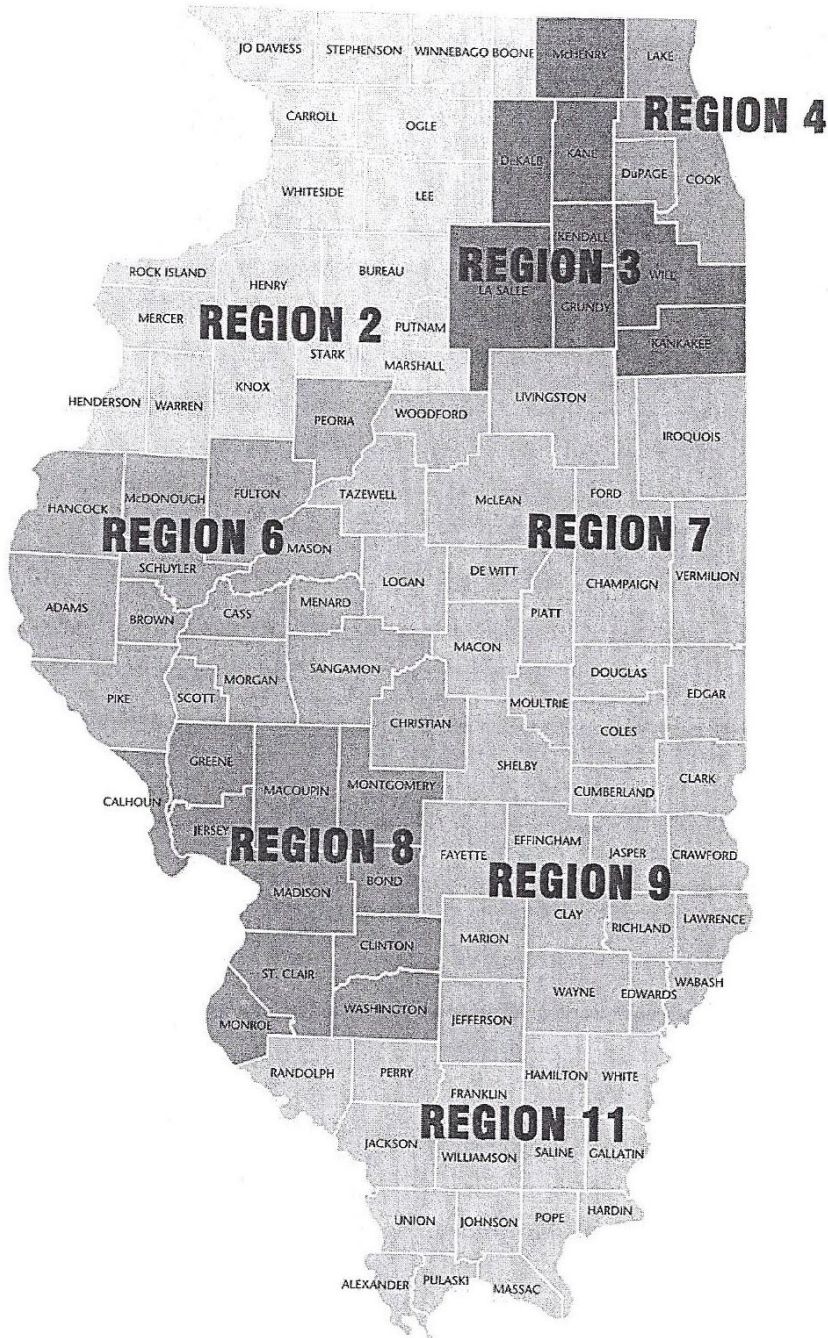 JO DAVIESS STEPHENSON WINNEBAGO BOONE McHENRY LAKE
REGION 4
CARROLL OGLE
DeKALB KANE DuPAGE COOK
WHITESIDE LEE
KENDALL
REGION 3
WILL
LA SALLE
GRUNDY
ROCK ISLAND HENRY BUREAU
MERCER
REGION 2
PUTNAM
STARK
MARSHALL
KANKAKEE
HENDERSON WARREN KNOX
PEORIA WOODFORD LIVINGSTON
IROQUOIS
HANCOCK McDONOUGH FULTON TAZEWELL McLEAN FORD
REGION 6
REGION 7
MASON
SCHUYLER
LOGAN DE WITT CHAMPAIGN VERMILION
ADAMS BROWN CASS MENARD PIATT
MACON
PIKE SCOTT MORGAN SANGAMON
DOUGLAS EDGAR
MOULTRIE
CHRISTIAN COLES
GREENE SHELBY
CALHOUN MACOUPIN MONTGOMERY CUMBERLAND CLARK
JERSEY
REGION 8
FAYETTE EFFINGHAM JASPER CRAWFORD
REGION 9
BOND
MADISON
CLAY RICHLAND LAWRENCE
MARION
CLINTON
ST. CLAIR
WAYNE EDWARDS WABASH
WASHINGTON
MONROE JEFFERSON
RANDOLPH PERRY FRANKLIN HAMILTON WHITE
REGION 11
JACKSON WILLIAMSON SALINE GALLATIN
UNION JOHNSON POPE HARDIN
ALEXANDER PULASKI MASSAC